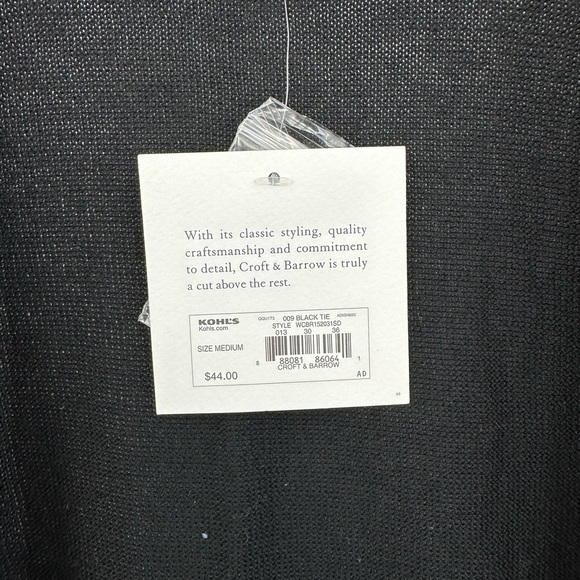 With its classic styling, quality
craftsmanship and commitment
to detail, Croft & Barrow is truly
a cut above the rest.
KOHL'S 009 BLACK TIE
Kohls.com STYLE WCBR152031SD
013 30 36
SIZE MEDIUM
8 88081 86064 1
CROFT & BARROW
$44.00 AD